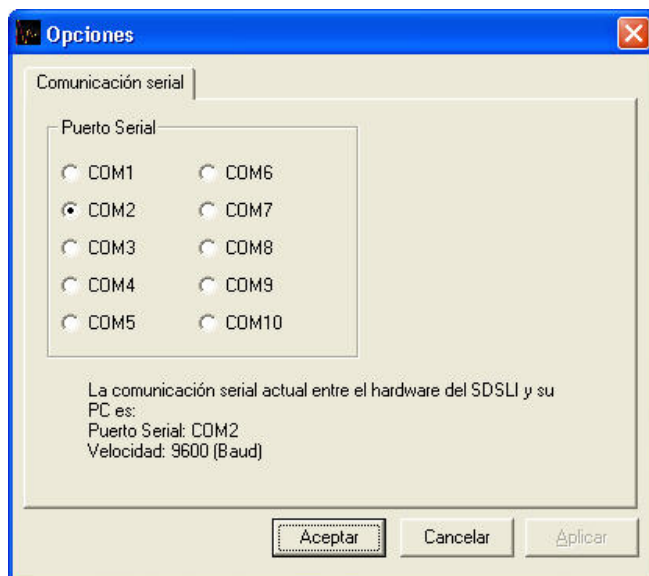 Opciones
Comunicación serial
Puerto Serial
COM1
COM6
COM2
COM7
COM3
COM8
COM4
COM9
COM5
COM10
La comunicación serial actual entre el hardware del SDSLI y su
PC es:
Puerto Serial: COM2
Velocidad: 9600 (Baud)
Aceptar
Cancelar
Aplicar